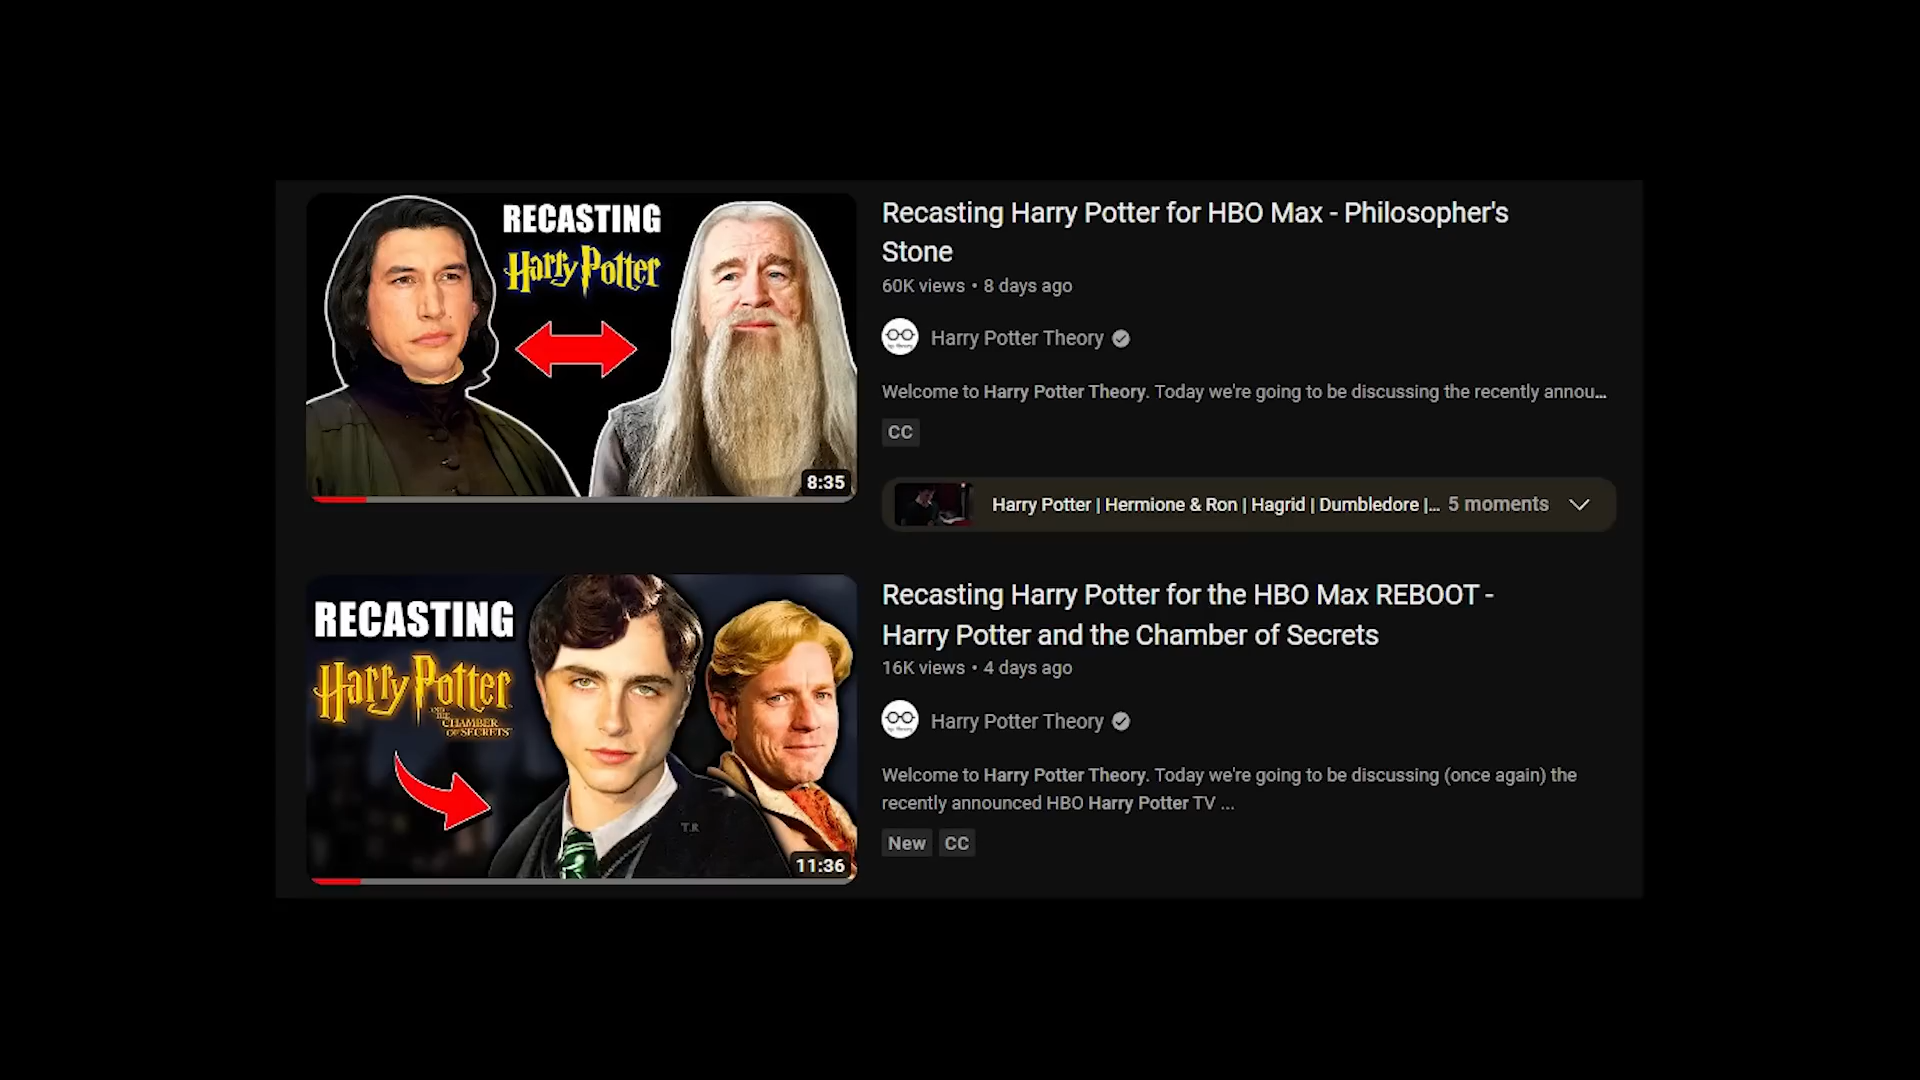 RECASTING
Harry Potter
8:35
Recasting Harry Potter for HBO Max - Philosopher's
Stone
60K views • 8 days ago
Harry Potter Theory
Welcome to Harry Potter Theory. Today we're going to be discussing the recently annou...
CC
Harry Potter | Hermione & Ron | Hagrid | Dumbledore |... 5 moments
RECASTING
Harry Potter
AND THE
CHAMBER
OF SECRETS
T.R
11:36
Recasting Harry Potter for the HBO Max REBOOT -
Harry Potter and the Chamber of Secrets
16K views • 4 days ago
Harry Potter Theory
Welcome to Harry Potter Theory. Today we're going to be discussing (once again) the
recently announced HBO Harry Potter TV ...
New CC